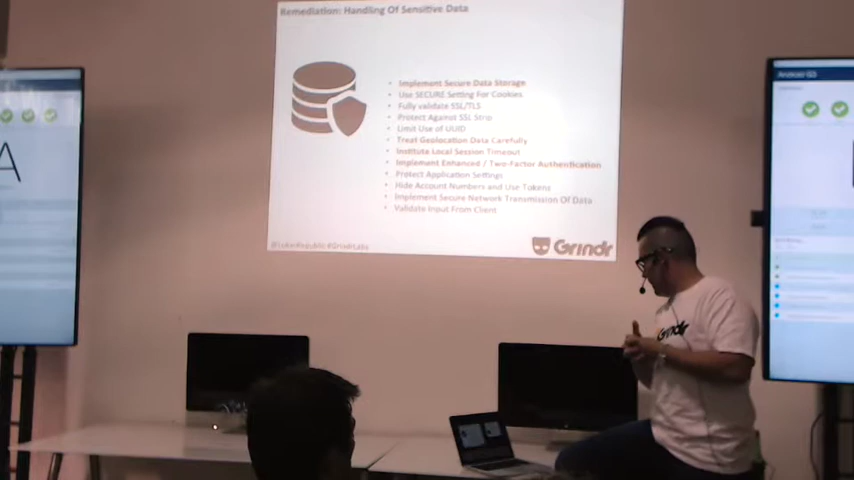 Remediation: Handling Of Sensitive Data
• Implement Secure Data Storage
• Use SECURE Setting For Cookies
• Fully validate SSL/TLS
• Protect Against SSL Strip
• Limit Use of UUID
• Treat Geolocation Data Carefully
• Institute Local Session Timeout
• Implement Enhanced / Two-Factor Authentication
• Protect Application Settings
• Hide Account Numbers and Use Tokens
• Implement Secure Network Transmission Of Data
• Validate Input From Client
Grindr
Grindr
A
Android